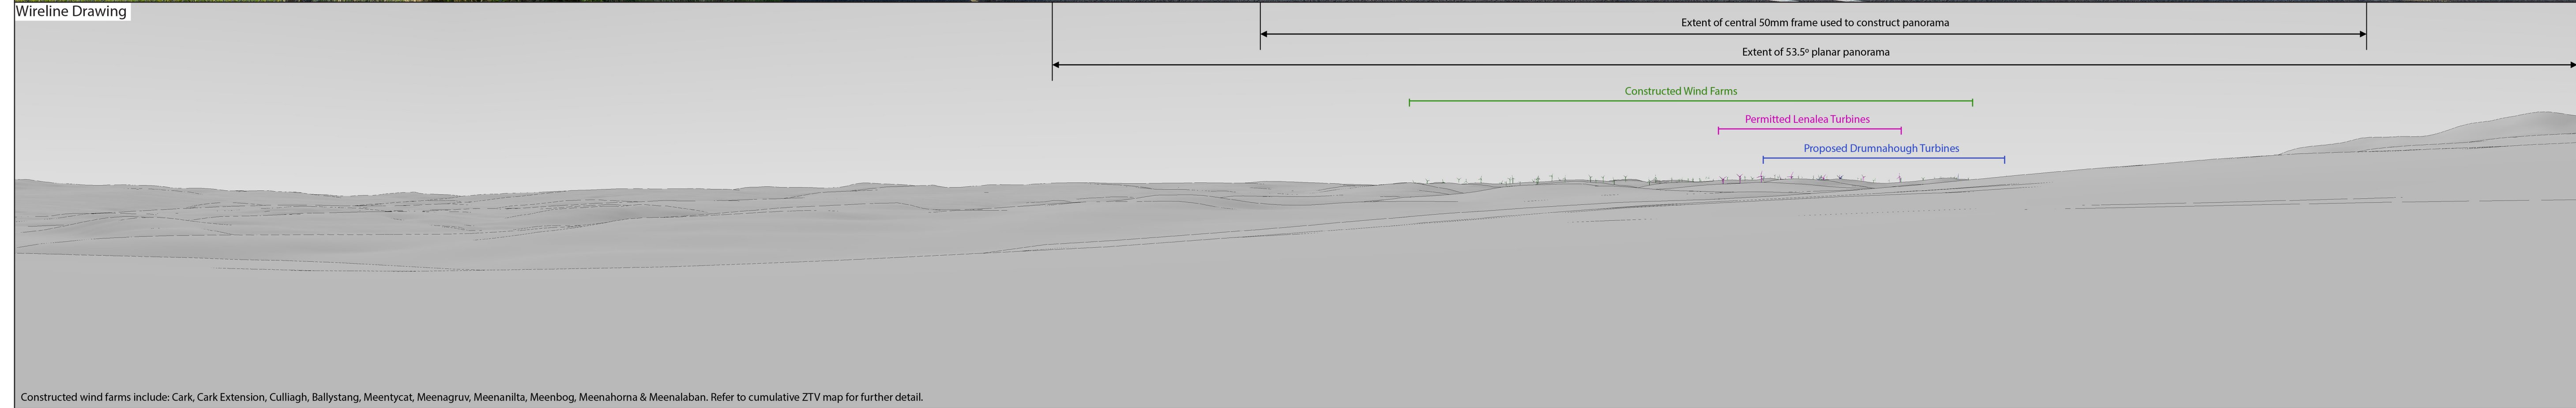 Wireline Drawing
Extent of central 50mm frame used to construct panorama
Extent of 53.5º planar panorama
Constructed Wind Farms
Permitted Lenalea Turbines
Proposed Drumnahough Turbines
Constructed wind farms include: Cark, Cark Extension, Culliagh, Ballystang, Meentycat, Meenagruv, Meenanilta, Meenbog, Meenahorna & Meenalaban. Refer to cumulative ZTV map for further detail.